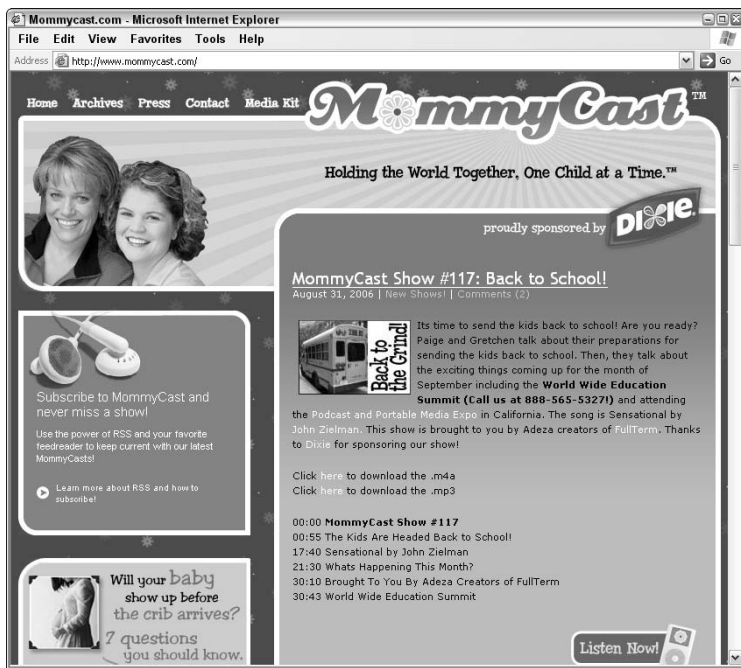 Mommycast.com - Microsoft Internet Explorer
File Edit View Favorites Tools Help
Address http://www.mommycast.com/ Go
Home Archives Press Contact Media Kit
MommyCast™
Holding the World Together, One Child at a Time.™
proudly sponsored by DIXIE®
MommyCast Show #117: Back to School!
August 31, 2006 | New Shows! | Comments (2)
Back to
the Grind!
Its time to send the kids back to school! Are you ready?
Paige and Gretchen talk about their preparations for
sending the kids back to school. Then, they talk about
the exciting things coming up for the month of
September including the World Wide Education
Summit (Call us at 888-565-5327!) and attending
the Podcast and Portable Media Expo in California. The song is Sensational by
John Zielman. This show is brought to you by Adeza creators of FullTerm. Thanks
to Dixie for sponsoring our show!
Click here to download the .m4a
Click here to download the .mp3
00:00 MommyCast Show #117
00:55 The Kids Are Headed Back to School!
17:40 Sensational by John Zielman
21:30 Whats Happening This Month?
30:10 Brought To You By Adeza Creators of FullTerm
30:43 World Wide Education Summit
Listen Now!
Subscribe to MommyCast and
never miss a show!
Use the power of RSS and your favorite
feedreader to keep current with our latest
MommyCasts!
Learn more about RSS and how to
subscribe!
Will your baby
show up before
the crib arrives?
7 questions
you should know.